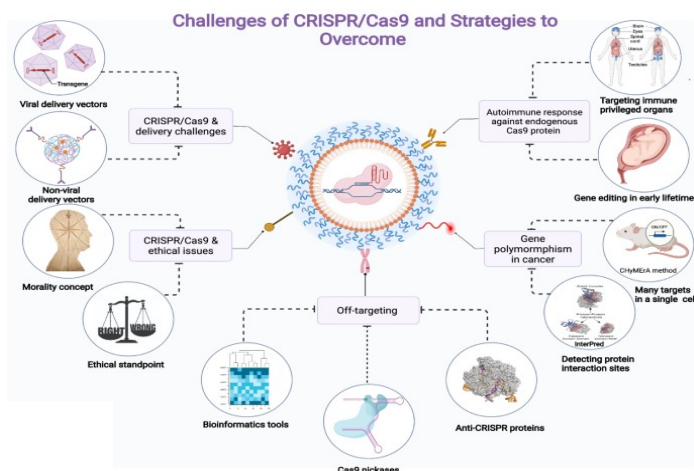 Challenges of CRISPR/Cas9 and Strategies to
Overcome
Transgene
Viral delivery vectors
CRISPR/Cas9 &
delivery challenges
Non-viral
delivery vectors
CRISPR/Cas9 &
ethical issues
Morality concept
RIGHT WRONG
Ethical standpoint
Brain
Eyes
Spinal
cord
Uterus
Testicles
Targeting immune
privileged organs
Autoimmune response
against endogenous
Cas9 protein
Gene editing in early lifetime
Gene
polymormphism
in cancer
ON/OFF
CHyMErA method
Many targets
in a single cel
InterPred
Detecting protein
interaction sites
Off-targeting
Bioinformatics tools
Cas9 nickases
Anti-CRISPR proteins